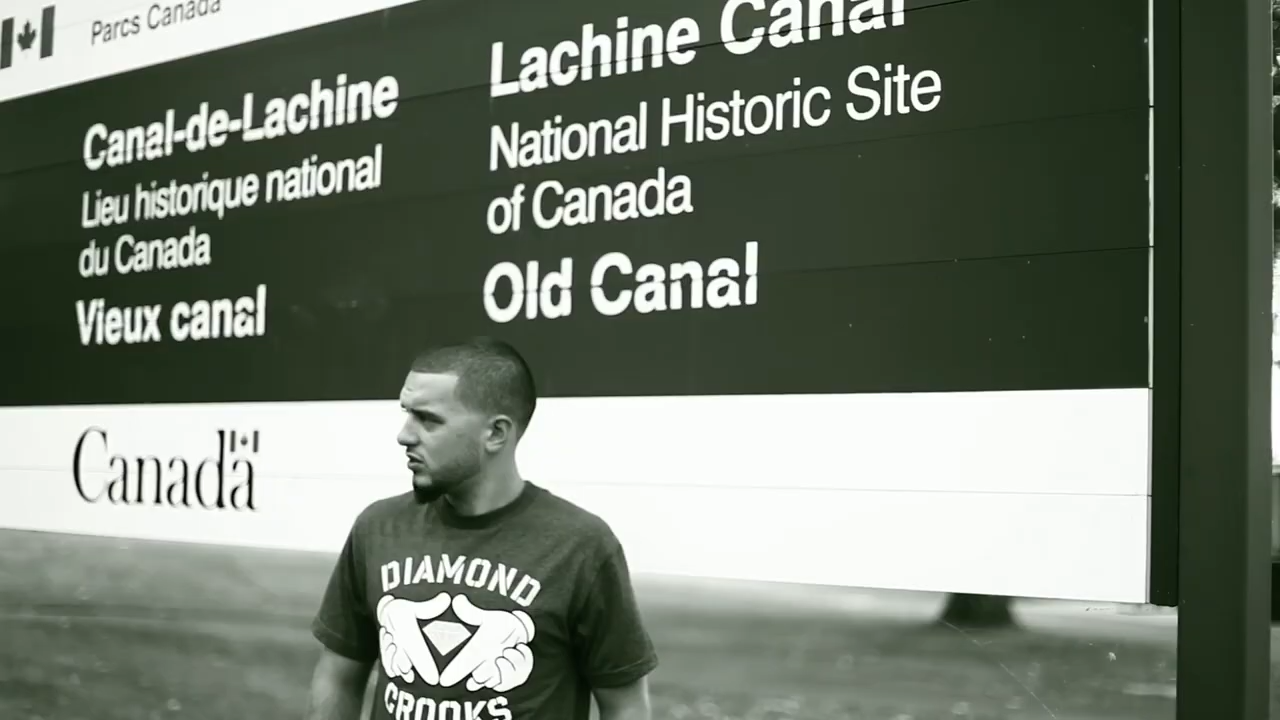 Parcs Canada
Canal-de-Lachine
Lieu historique national
du Canada
Vieux canal
Lachine Canal
National Historic Site
of Canada
Old Canal
Canada
DIAMOND
CROOKS